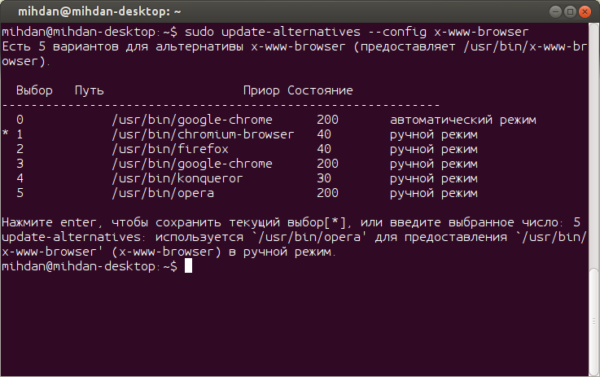 mihdan@mihdan-desktop: ~
mihdan@mihdan-desktop:~$ sudo update-alternatives --config x-www-browser
Есть 5 вариантов для альтернативы x-www-browser (предоставляет /usr/bin/x-www-br
owser).
Выбор   Путь                   Приор Состояние
------------------------------------------------------------
0            /usr/bin/google-chrome      200       автоматический режим
* 1            /usr/bin/chromium-browser   40        ручной режим
2            /usr/bin/firefox            40        ручной режим
3            /usr/bin/google-chrome      200       ручной режим
4            /usr/bin/konqueror          30        ручной режим
5            /usr/bin/opera              200       ручной режим
Нажмите enter, чтобы сохранить текущий выбор[*], или введите выбранное число: 5
update-alternatives: используется `/usr/bin/opera' для предоставления `/usr/bin/
x-www-browser' (x-www-browser) в ручной режим.
mihdan@mihdan-desktop:~$